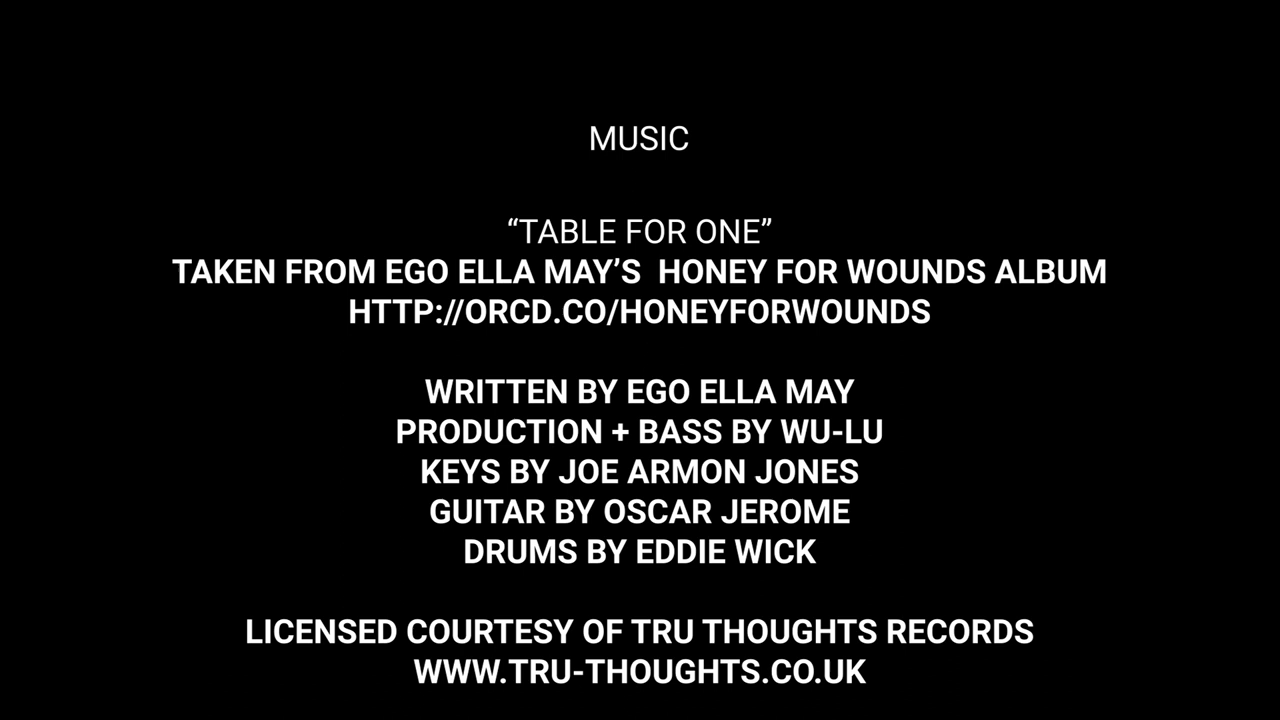 MUSIC
“TABLE FOR ONE”
TAKEN FROM EGO ELLA MAY’S  HONEY FOR WOUNDS ALBUM
HTTP://ORCD.CO/HONEYFORWOUNDS
WRITTEN BY EGO ELLA MAY
PRODUCTION + BASS BY WU-LU
KEYS BY JOE ARMON JONES
GUITAR BY OSCAR JEROME
DRUMS BY EDDIE WICK
LICENSED COURTESY OF TRU THOUGHTS RECORDS
WWW.TRU-THOUGHTS.CO.UK